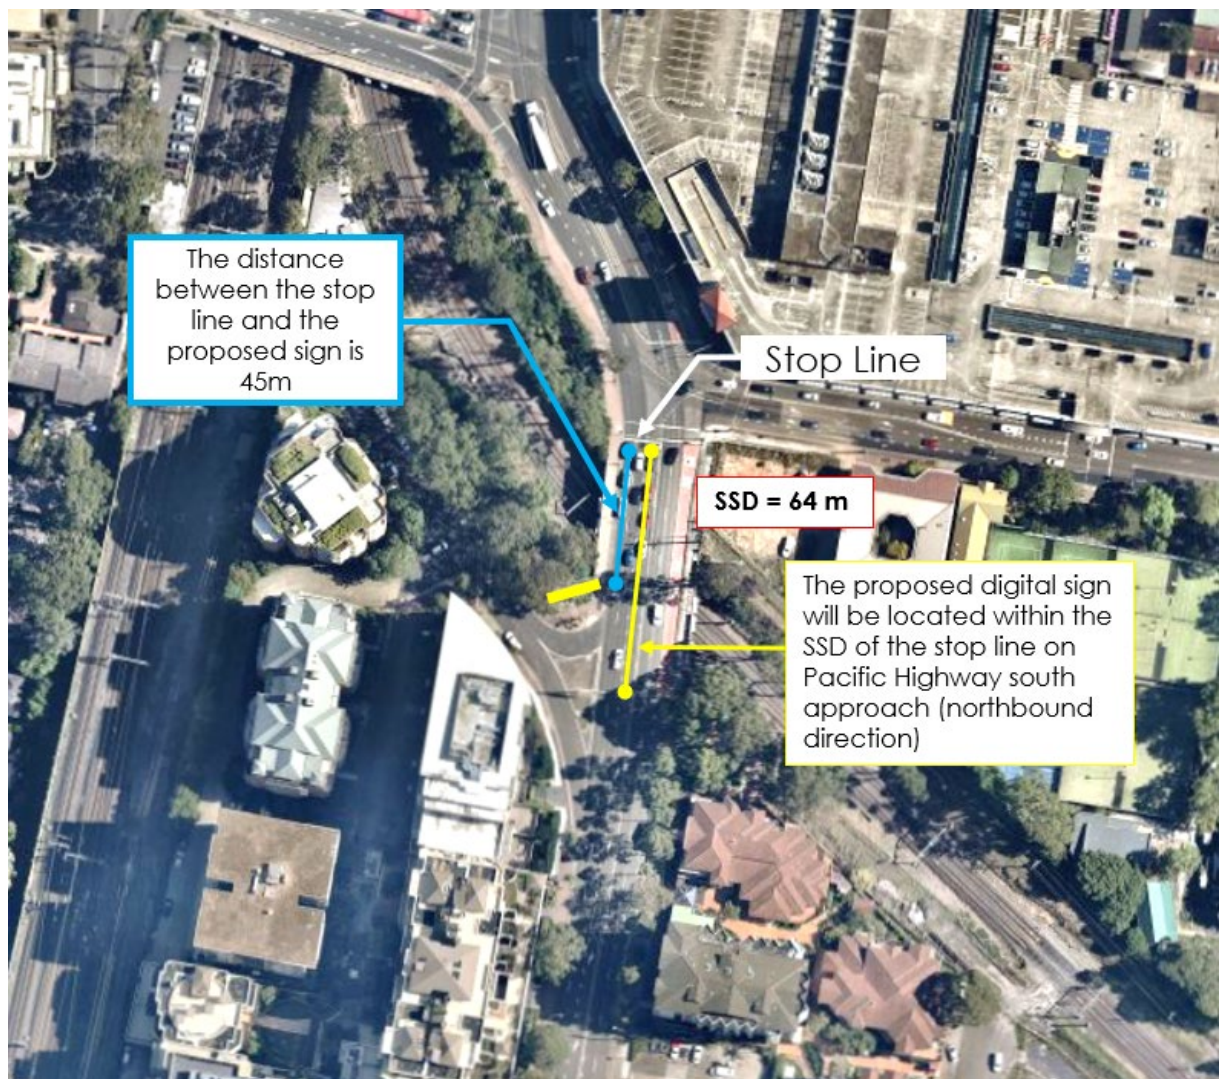 The distance
between the stop
line and the
proposed sign is
45m
Stop Line
SSD = 64 m
The proposed digital sign
will be located within the
SSD of the stop line on
Pacific Highway south
approach (northbound
direction)